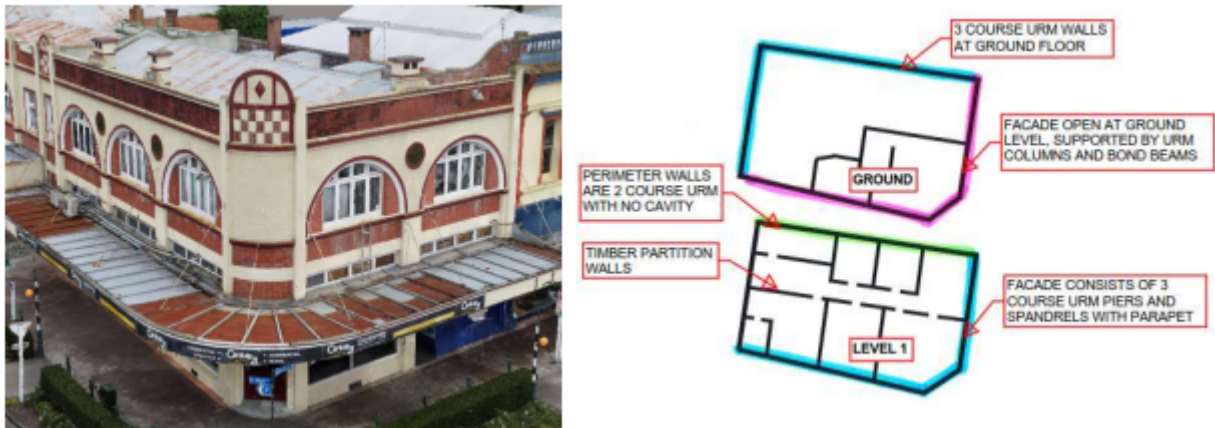 3 COURSE URM WALLS
AT GROUND FLOOR
FACADE OPEN AT GROUND
LEVEL, SUPPORTED BY URM
COLUMNS AND BOND BEAMS
GROUND
PERIMETER WALLS
ARE 2 COURSE URM
WITH NO CAVITY
TIMBER PARTITION
WALLS
FACADE CONSISTS OF 3
COURSE URM PIERS AND
SPANDRELS WITH PARAPET
LEVEL 1
Century 21